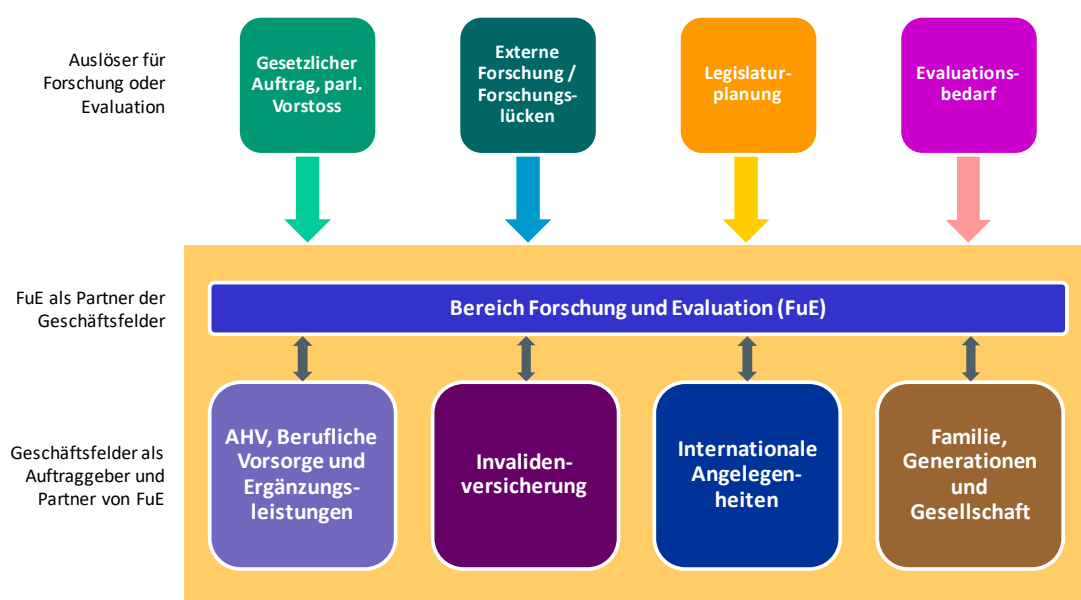 Auslöser für
Forschung oder
Evaluation
Gesetzlicher
Auftrag, parl.
Vorstoss
Externe
Forschung /
Forschungs-
lücken
Legislatur-
planung
Evaluations-
bedarf
FuE als Partner der
Geschäftsfelder
Bereich Forschung und Evaluation (FuE)
Geschäftsfelder als
Auftraggeber und
Partner von FuE
AHV, Berufliche
Vorsorge und
Ergänzungs-
leistungen
Invaliden-
versicherung
Internationale
Angelegen-
heiten
Familie,
Generationen
und
Gesellschaft